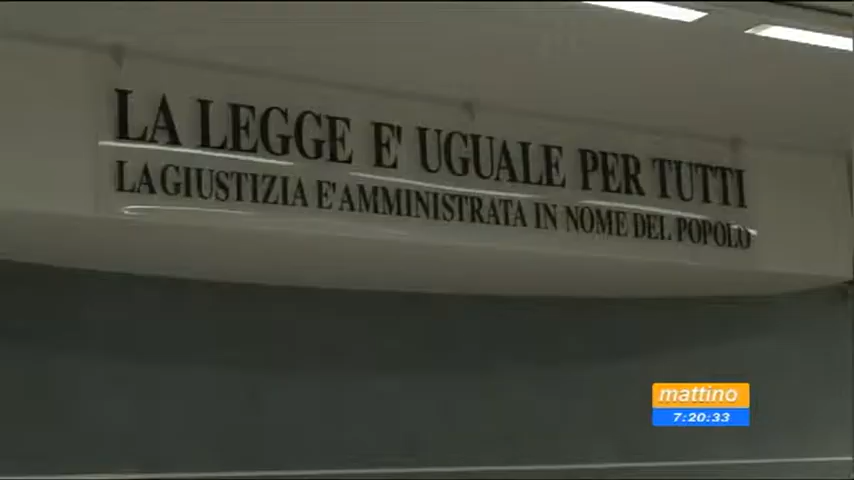 LA LEGGE E' UGUALE PER TUTTI
LA GIUSTIZIA E' AMMINISTRATA IN NOME DEL POPOLO
mattino
7:20:33